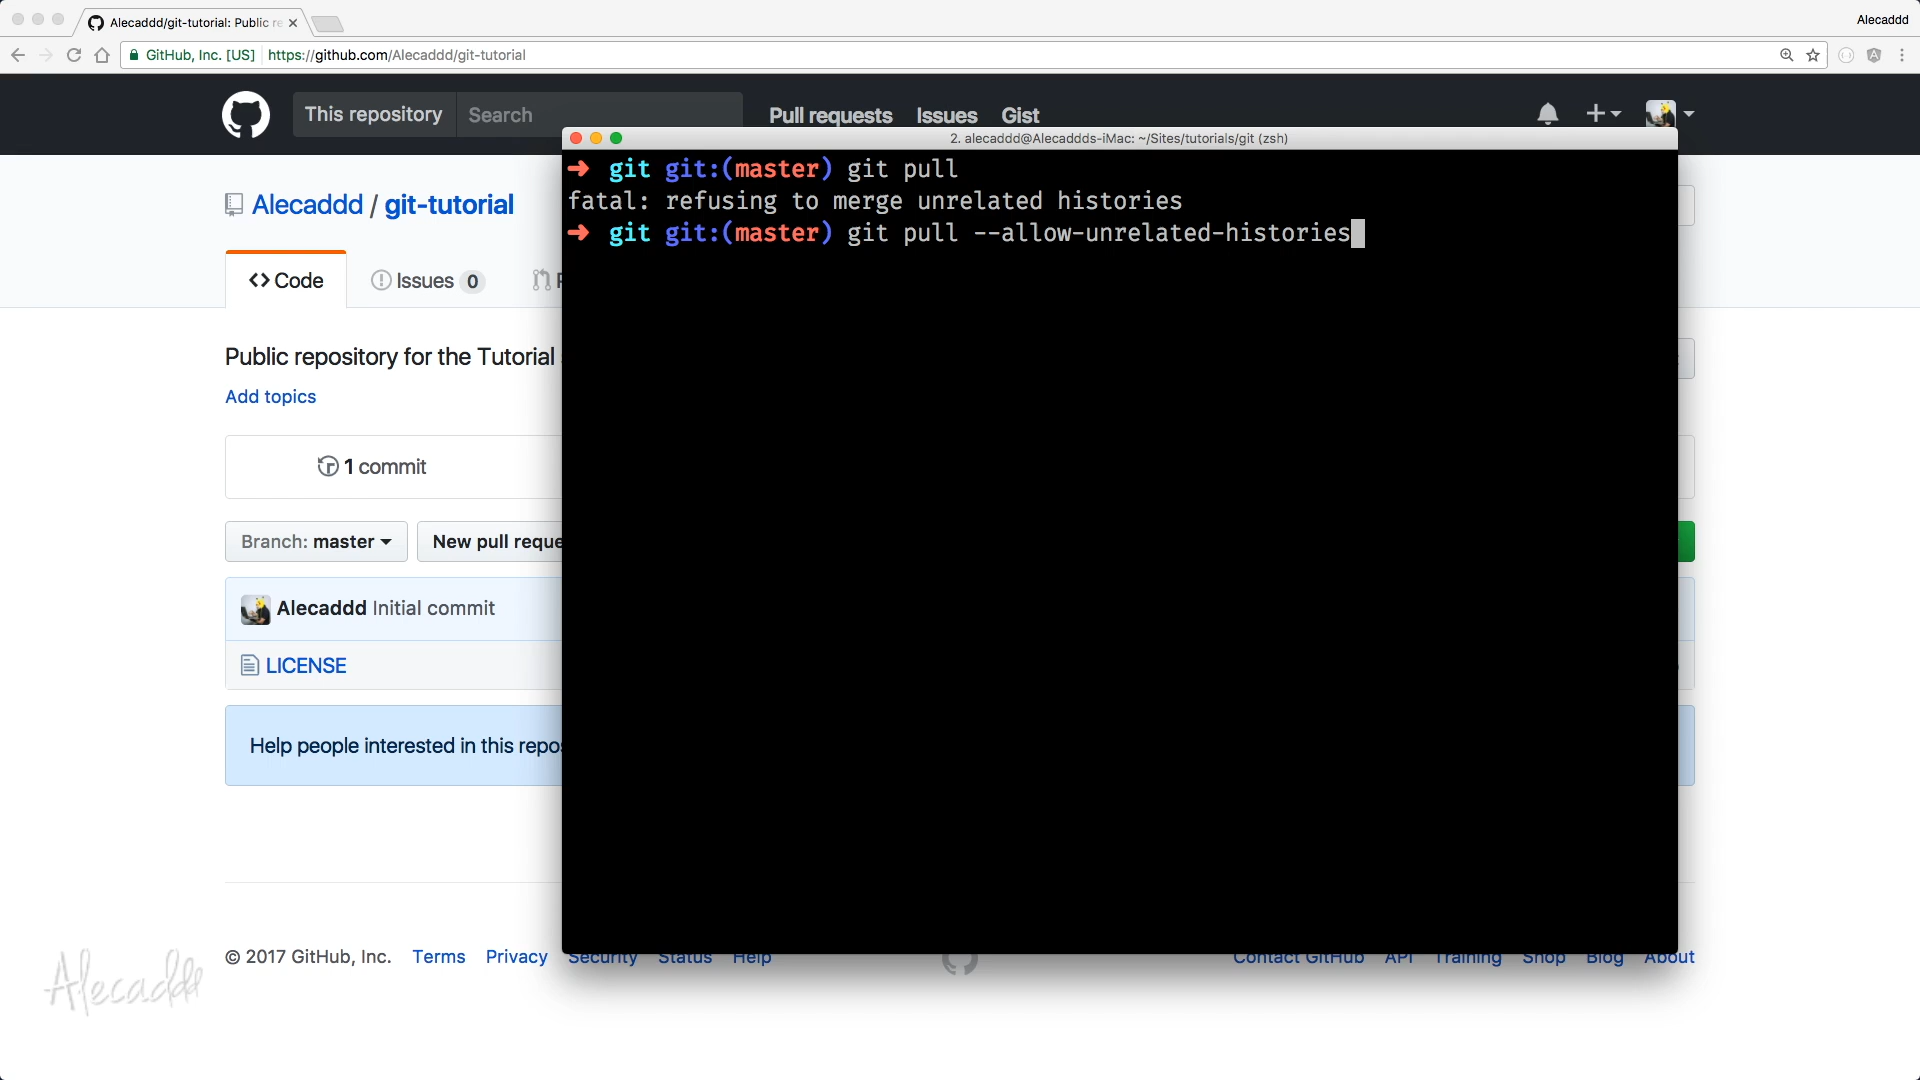 Alecaddd/git-tutorial: Public re
Alecaddd
GitHub, Inc. [US] https://github.com/Alecaddd/git-tutorial
This repository Search Pull requests Issues Gist
2. alecaddd@Alecaddds-iMac: ~/Sites/tutorials/git (zsh)
➜ git git:(master) git pull
fatal: refusing to merge unrelated histories
➜ git git:(master) git pull --allow-unrelated-histories
Alecaddd / git-tutorial
Code Issues 0
Public repository for the Tutorial
Add topics
1 commit
Branch: master New pull reque
Alecaddd Initial commit
LICENSE
Help people interested in this repos
© 2017 GitHub, Inc. Terms Privacy Security Status Help Contact GitHub API Training Shop Blog About
Alecaddd